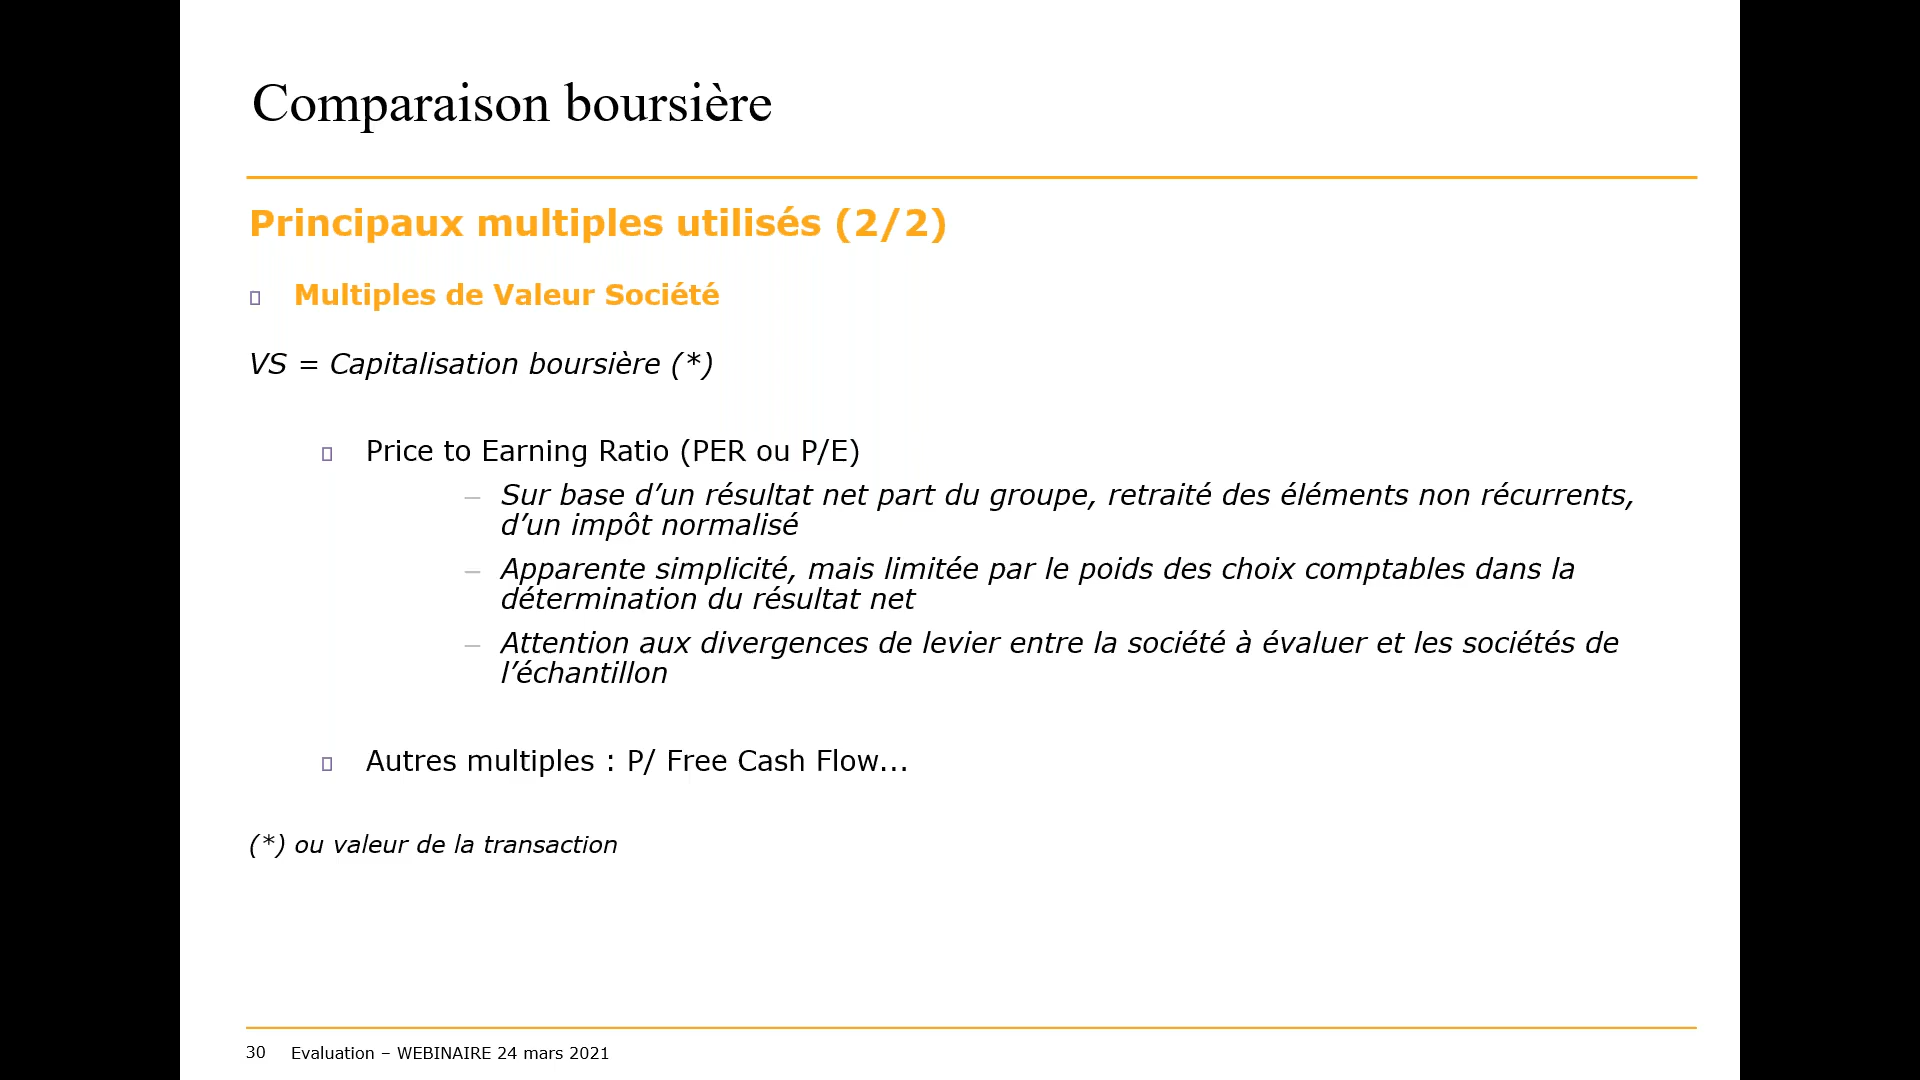 Comparaison boursière
Principaux multiples utilisés (2/2)
Multiples de Valeur Société
VS = Capitalisation boursière (*)
Price to Earning Ratio (PER ou P/E)
– Sur base d’un résultat net part du groupe, retraité des éléments non récurrents,
d’un impôt normalisé
– Apparente simplicité, mais limitée par le poids des choix comptables dans la
détermination du résultat net
– Attention aux divergences de levier entre la société à évaluer et les sociétés de
l’échantillon
Autres multiples : P/ Free Cash Flow…
(*) ou valeur de la transaction
30 Evaluation – WEBINAIRE 24 mars 2021